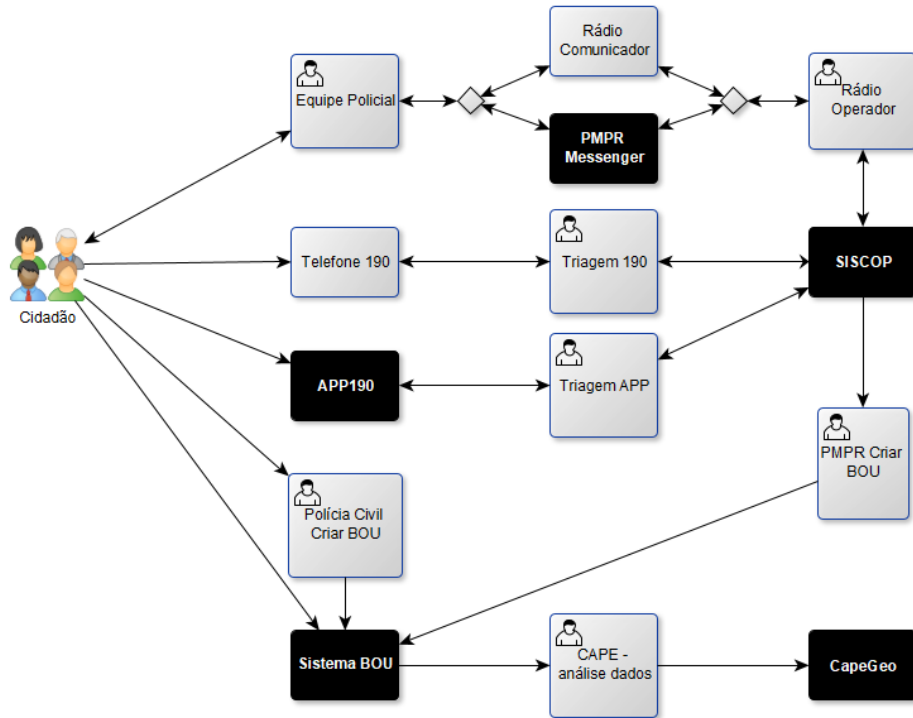 Rádio
Comunicador
Equipe Policial
Rádio
Operador
PMPR
Messenger
Telefone 190
Triagem 190
SISCOP
Cidadão
APP190
Triagem APP
PMPR Criar
BOU
Polícia Civil
Criar BOU
Sistema BOU
CAPE -
análise dados
CapeGeo